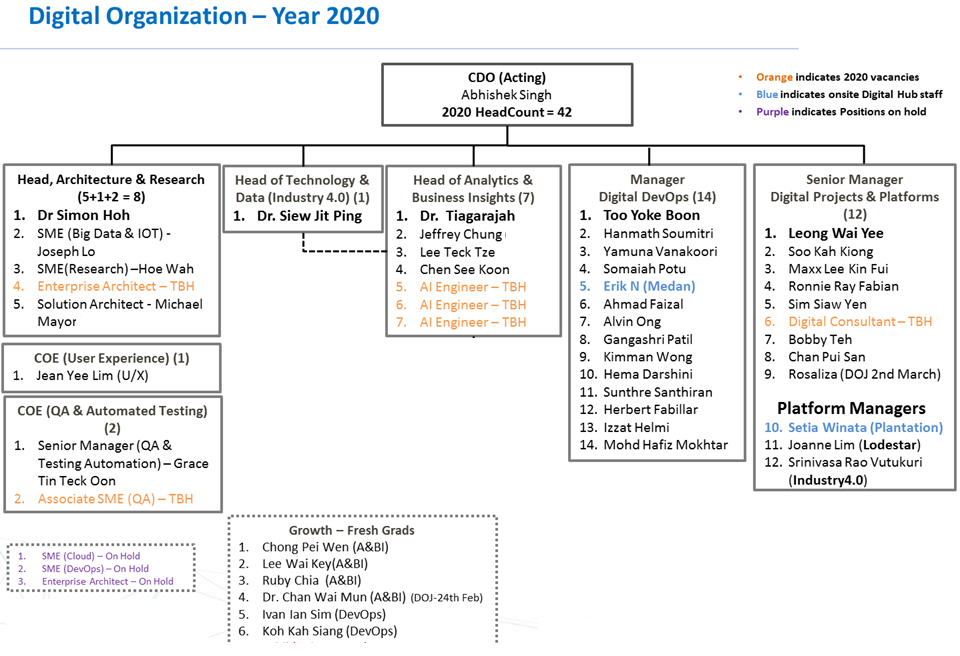 Digital Organization – Year 2020
CDO (Acting)
Abhishek Singh
2020 HeadCount = 42
• Orange indicates 2020 vacancies
• Blue indicates onsite Digital Hub staff
• Purple indicates Positions on hold
Head, Architecture & Research
(5+1+2 = 8)
1. Dr Simon Hoh
2. SME (Big Data & IOT) -
Joseph Lo
3. SME(Research) –Hoe Wah
4. Enterprise Architect – TBH
5. Solution Architect - Michael
Mayor
COE (User Experience) (1)
1. Jean Yee Lim (U/X)
COE (QA & Automated Testing)
(2)
1. Senior Manager (QA &
Testing Automation) – Grace
Tin Teck Oon
2. Associate SME (QA) – TBH
1. SME (Cloud) – On Hold
2. SME (DevOps) – On Hold
3. Enterprise Architect – On Hold
Head of Technology &
Data (Industry 4.0) (1)
1. Dr. Siew Jit Ping
Head of Analytics &
Business Insights (7)
1. Dr. Tiagarajah
2. Jeffrey Chung
3. Lee Teck Tze
4. Chen See Koon
5. AI Engineer – TBH
6. AI Engineer – TBH
7. AI Engineer – TBH
Growth – Fresh Grads
1. Chong Pei Wen (A&BI)
2. Lee Wai Key(A&BI)
3. Ruby Chia (A&BI)
4. Dr. Chan Wai Mun (A&BI) (DOJ-24th Feb)
5. Ivan Ian Sim (DevOps)
6. Koh Kah Siang (DevOps)
Manager
Digital DevOps (14)
1. Too Yoke Boon
2. Hanmath Soumitri
3. Yamuna Vanakoori
4. Somaiah Potu
5. Erik N (Medan)
6. Ahmad Faizal
7. Alvin Ong
8. Gangashri Patil
9. Kimman Wong
10. Hema Darshini
11. Sunthre Santhiran
12. Herbert Fabillar
13. Izzat Helmi
14. Mohd Hafiz Mokhtar
Senior Manager
Digital Projects & Platforms
(12)
1. Leong Wai Yee
2. Soo Kah Kiong
3. Maxx Lee Kin Fui
4. Ronnie Ray Fabian
5. Sim Siaw Yen
6. Digital Consultant – TBH
7. Bobby Teh
8. Chan Pui San
9. Rosaliza (DOJ 2nd March)
Platform Managers
10. Setia Winata (Plantation)
11. Joanne Lim (Lodestar)
12. Srinivasa Rao Vutukuri
(Industry4.0)